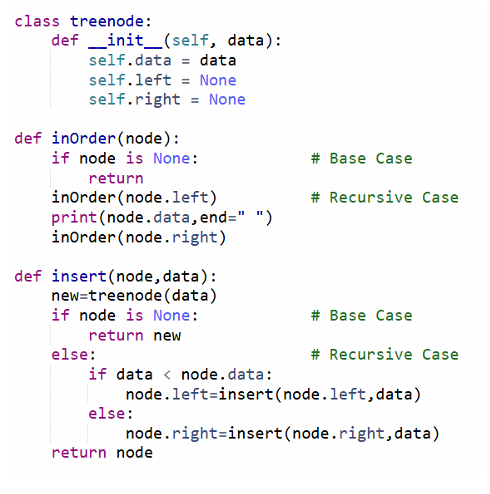 class treenode:
    def __init__(self, data):
        self.data = data
        self.left = None
        self.right = None

def inOrder(node):
    if node is None:            # Base Case
        return
    inOrder(node.left)          # Recursive Case
    print(node.data,end=" ")
    inOrder(node.right)

def insert(node,data):
    new=treenode(data)
    if node is None:            # Base Case
        return new
    else:                       # Recursive Case
        if data < node.data:
            node.left=insert(node.left,data)
        else:
            node.right=insert(node.right,data)
    return node